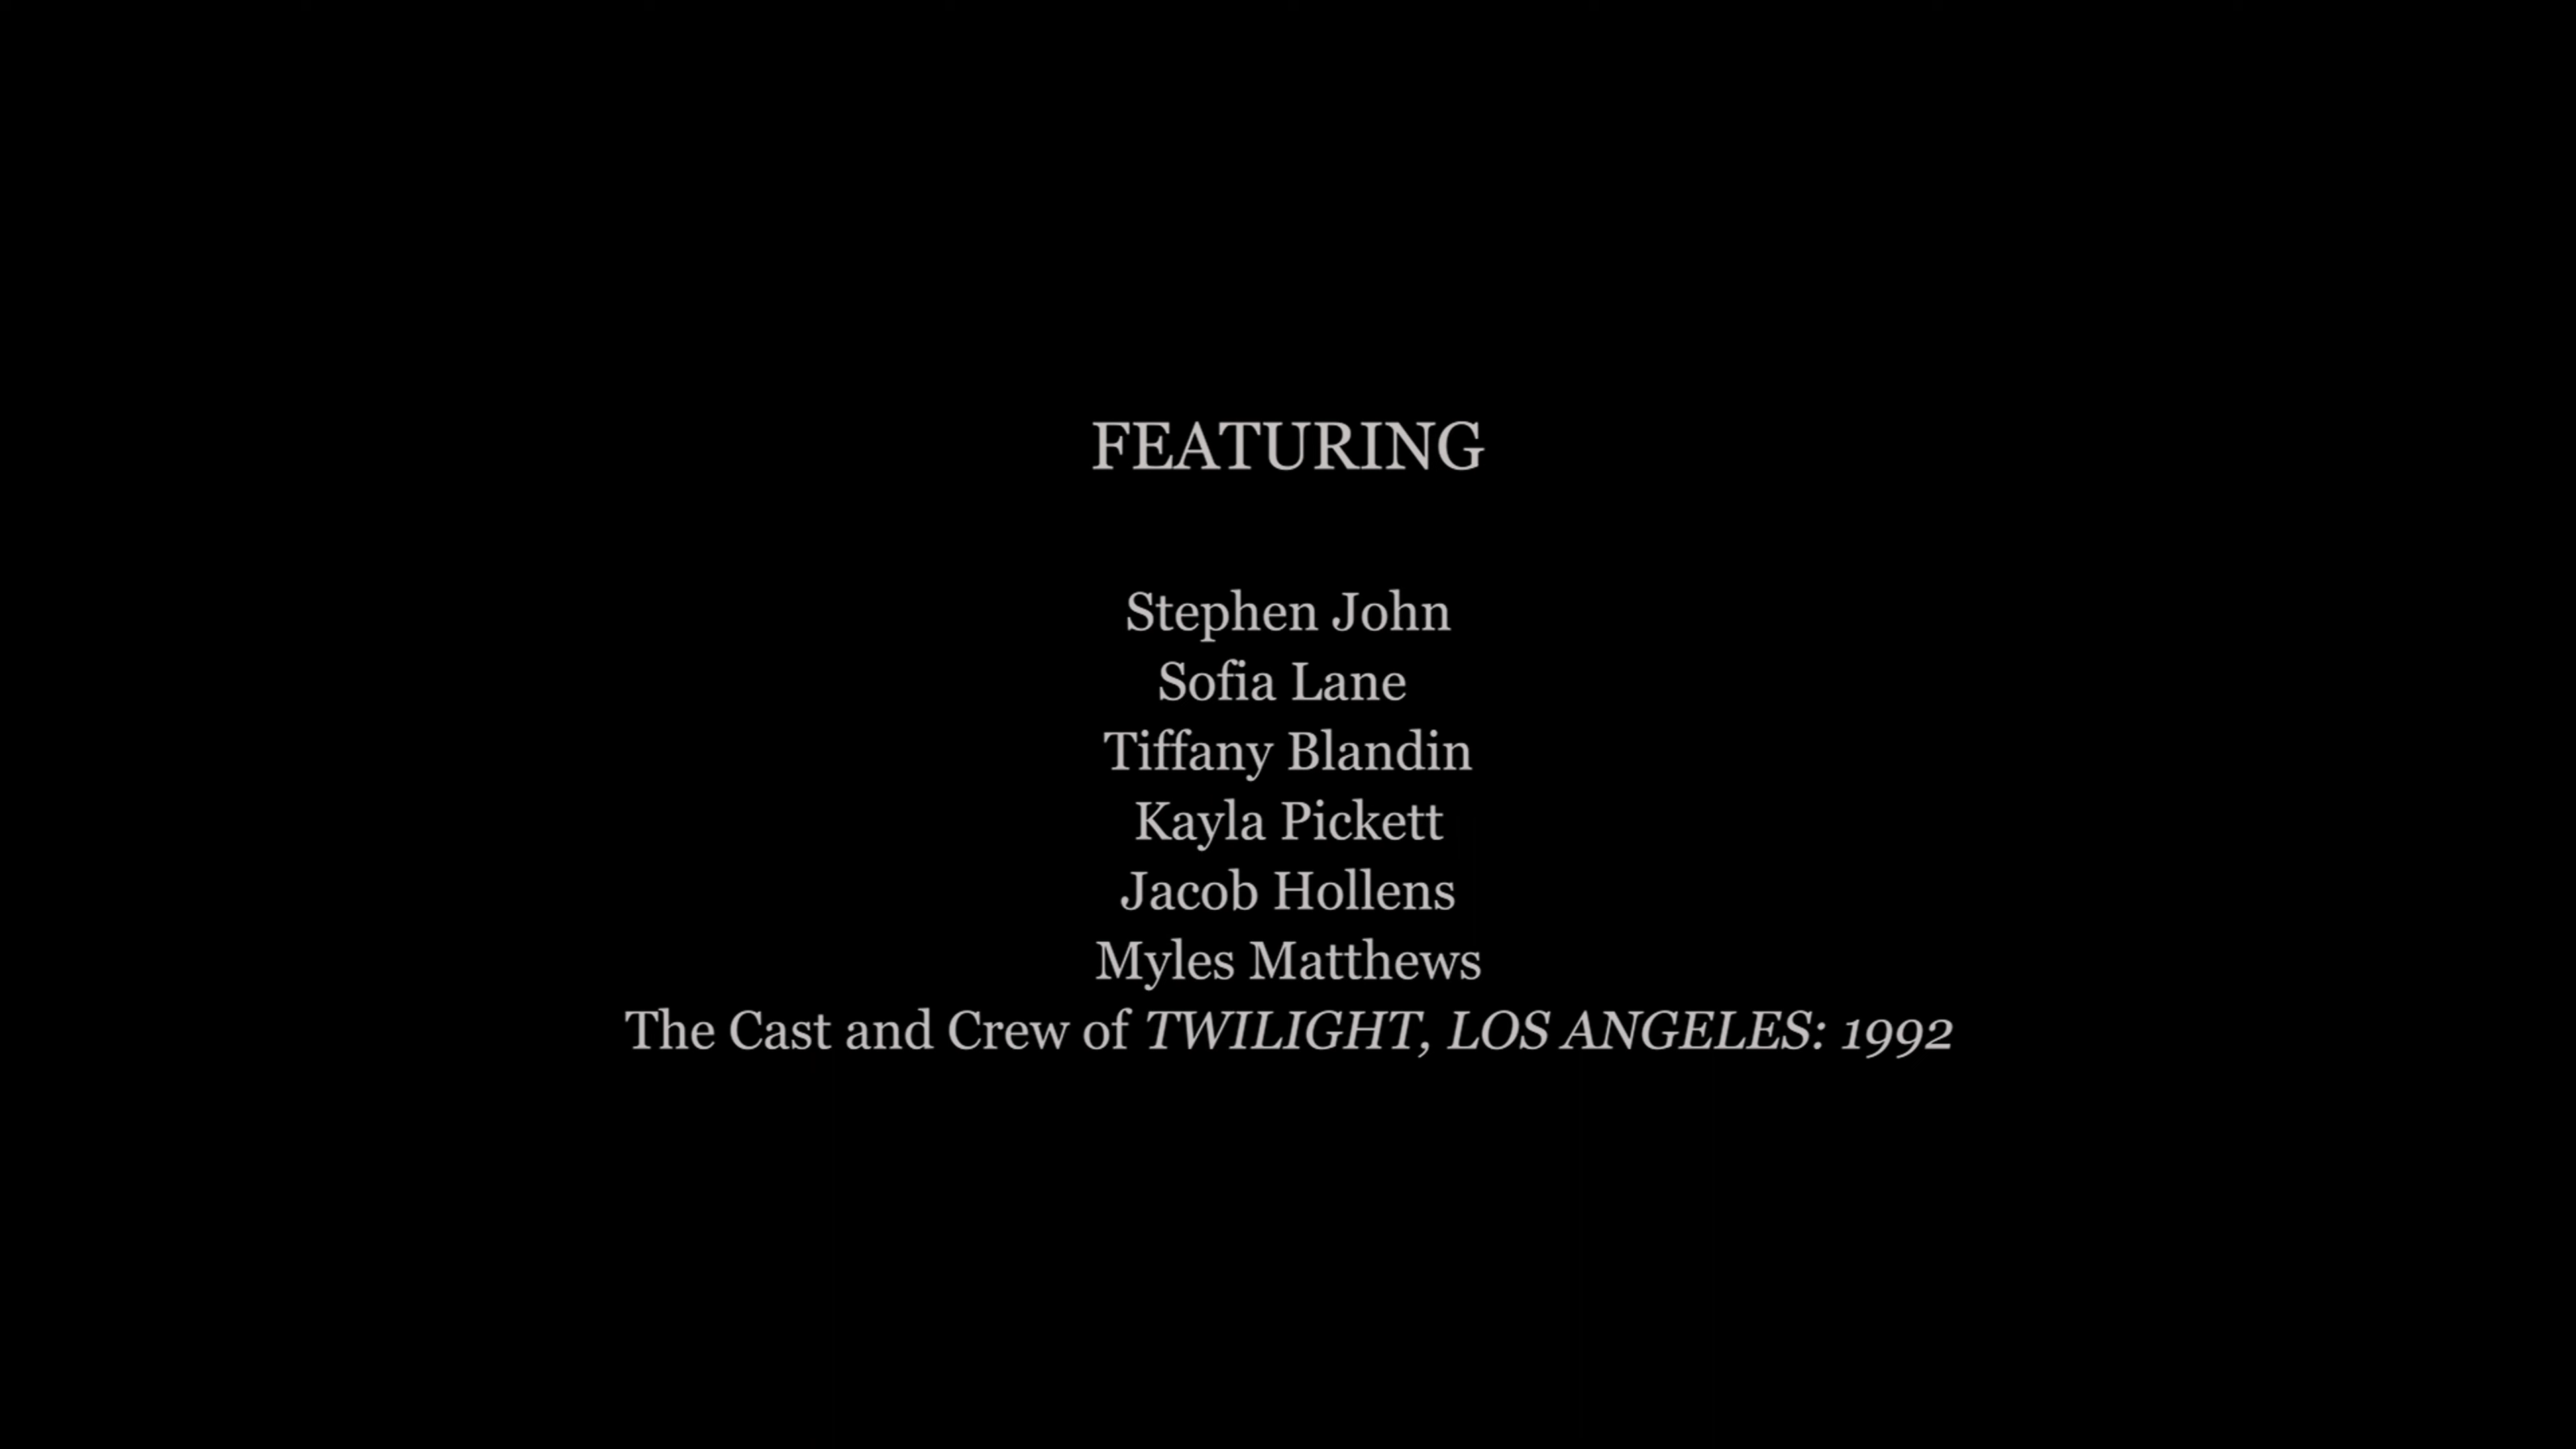 FEATURING
Stephen John
Sofia Lane
Tiffany Blandin
Kayla Pickett
Jacob Hollens
Myles Matthews
The Cast and Crew of TWILIGHT, LOS ANGELES: 1992